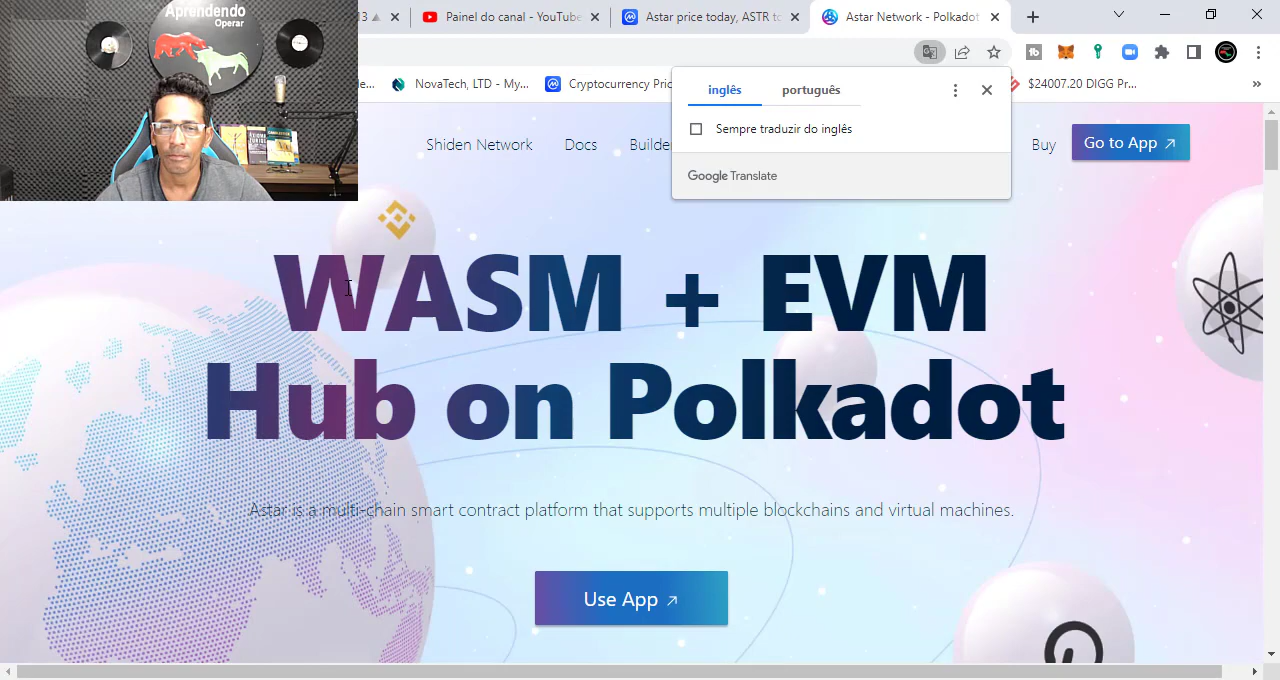 Aprendendo
Operar
13
Painel do canal - YouTube
Astar price today, ASTR to
Astar Network - Polkadot
e...
NovaTech, LTD - My...
Cryptocurrency Pric
$24007.20 DIGG Pr...
inglês
português
Sempre traduzir do inglês
Google Translate
Shiden Network
Docs
Builde
Buy
Go to App
WASM + EVM
Hub on Polkadot
Astar is a multi-chain smart contract platform that supports multiple blockchains and virtual machines.
Use App